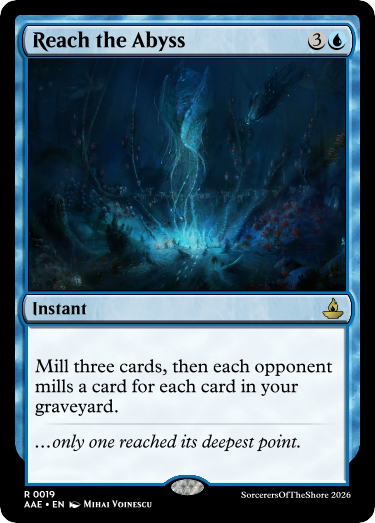 Reach the Abyss 3
Instant
Mill three cards, then each opponent
mills a card for each card in your
graveyard.
…only one reached its deepest point.
R 0019
AAE • EN Mihai Voinescu
SorcerersOfTheShore 2026